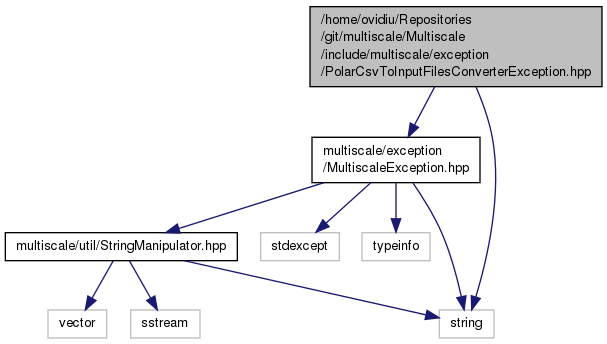 /home/ovidiu/Repositories
/git/multiscale/Multiscale
/include/multiscale/exception
/PolarCsvToInputFilesConverterException.hpp
multiscale/exception
/MultiscaleException.hpp
multiscale/util/StringManipulator.hpp
stdexcept
typeinfo
vector
sstream
string